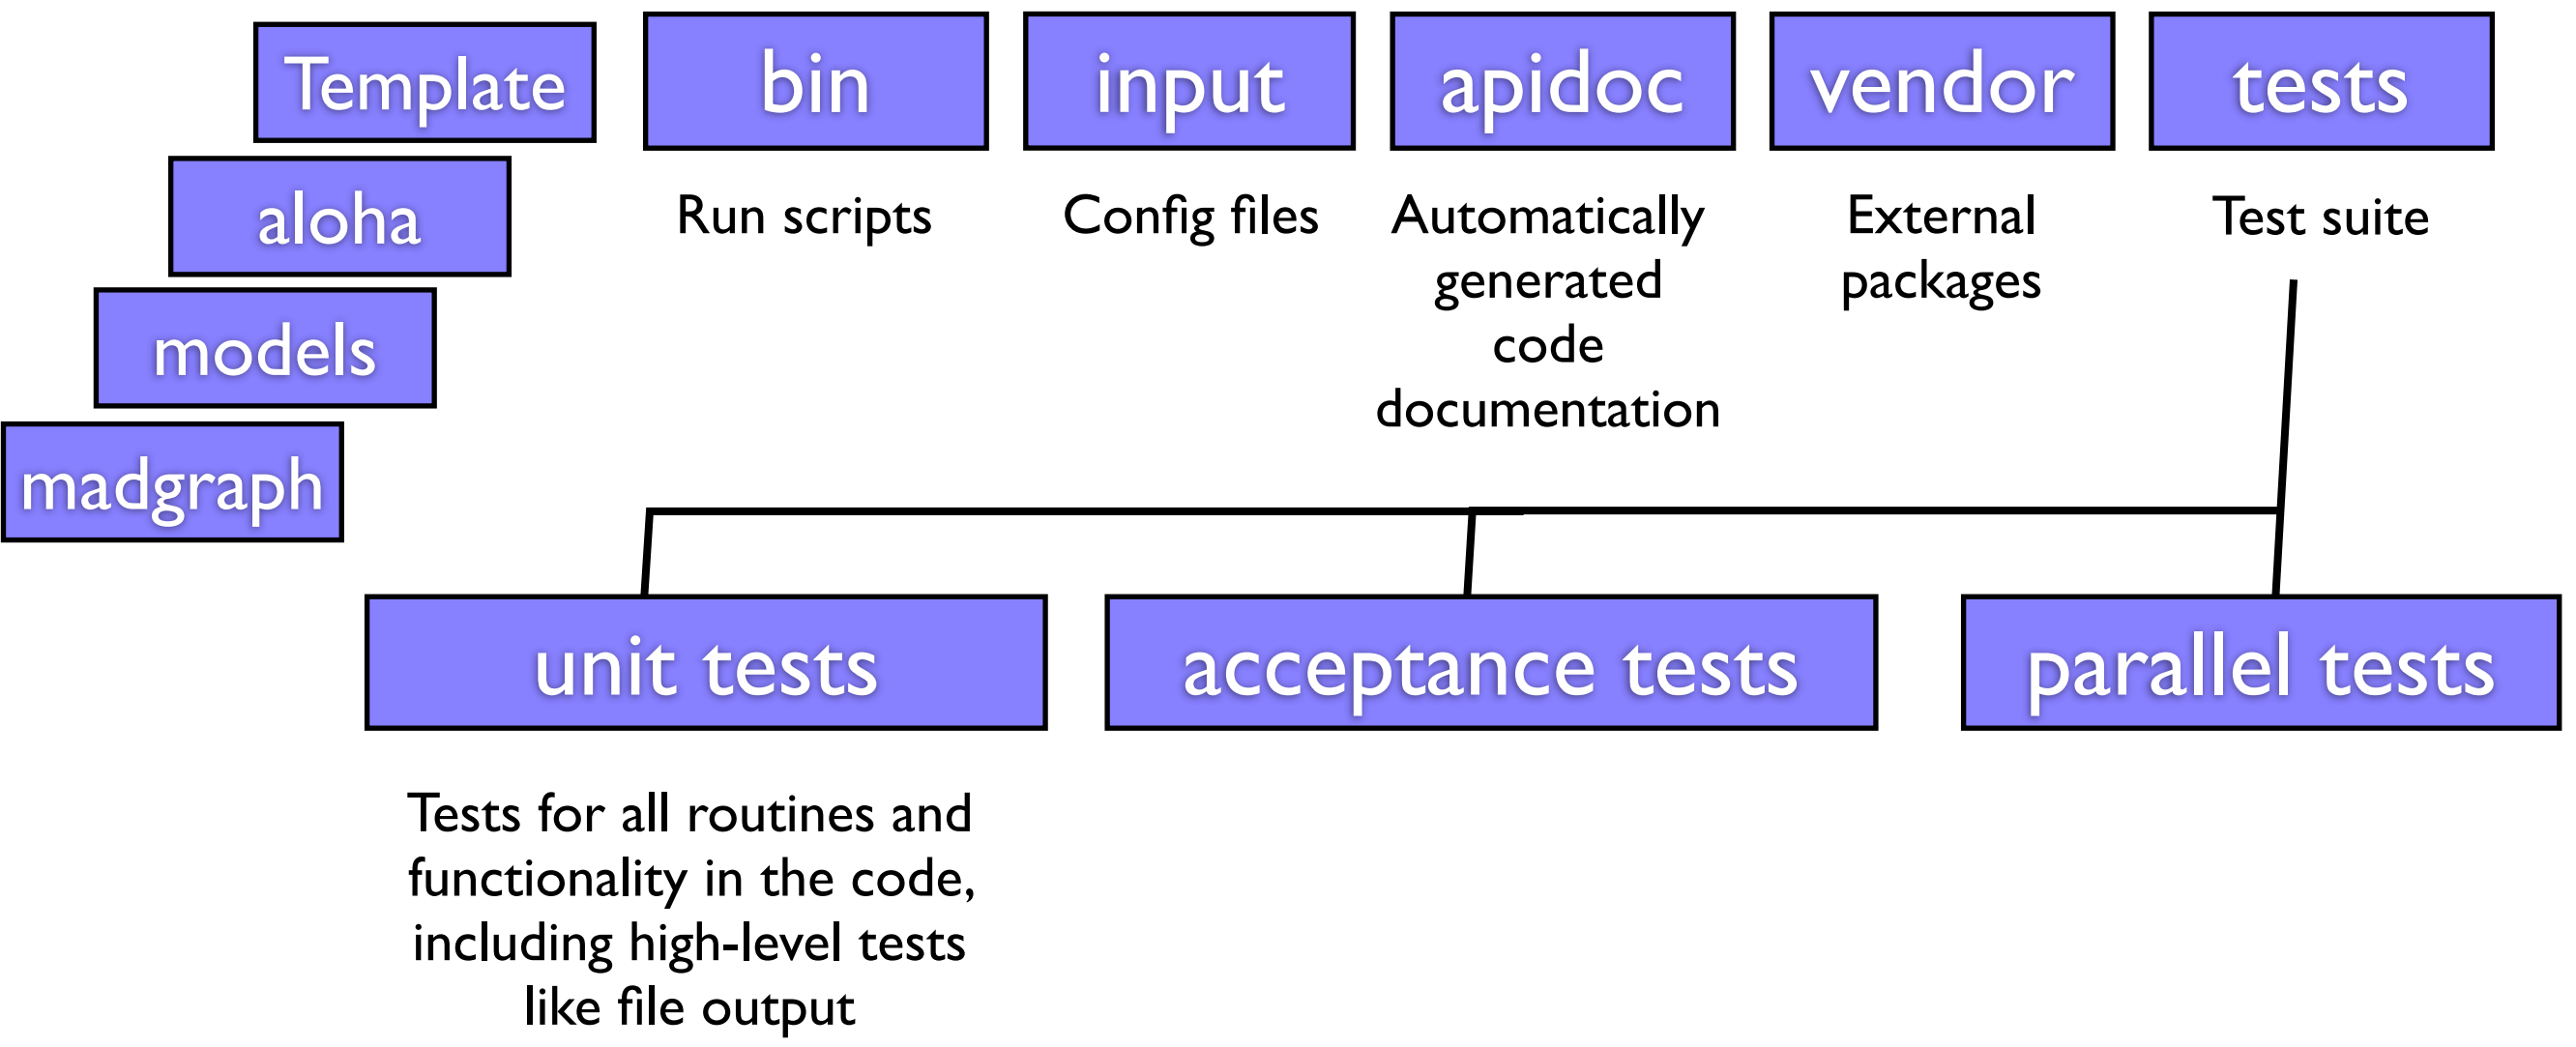 Template
bin
input
apidoc
vendor
tests
aloha
models
madgraph
Run scripts
Config files
Automatically
generated
code
documentation
External
packages
Test suite
unit tests
acceptance tests
parallel tests
Tests for all routines and
functionality in the code,
including high-level tests
like file output